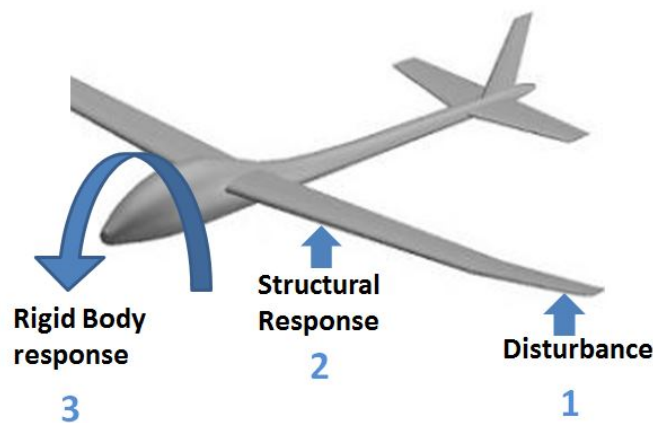 Rigid Body
response
3
Structural
Response
2
Disturbance
1